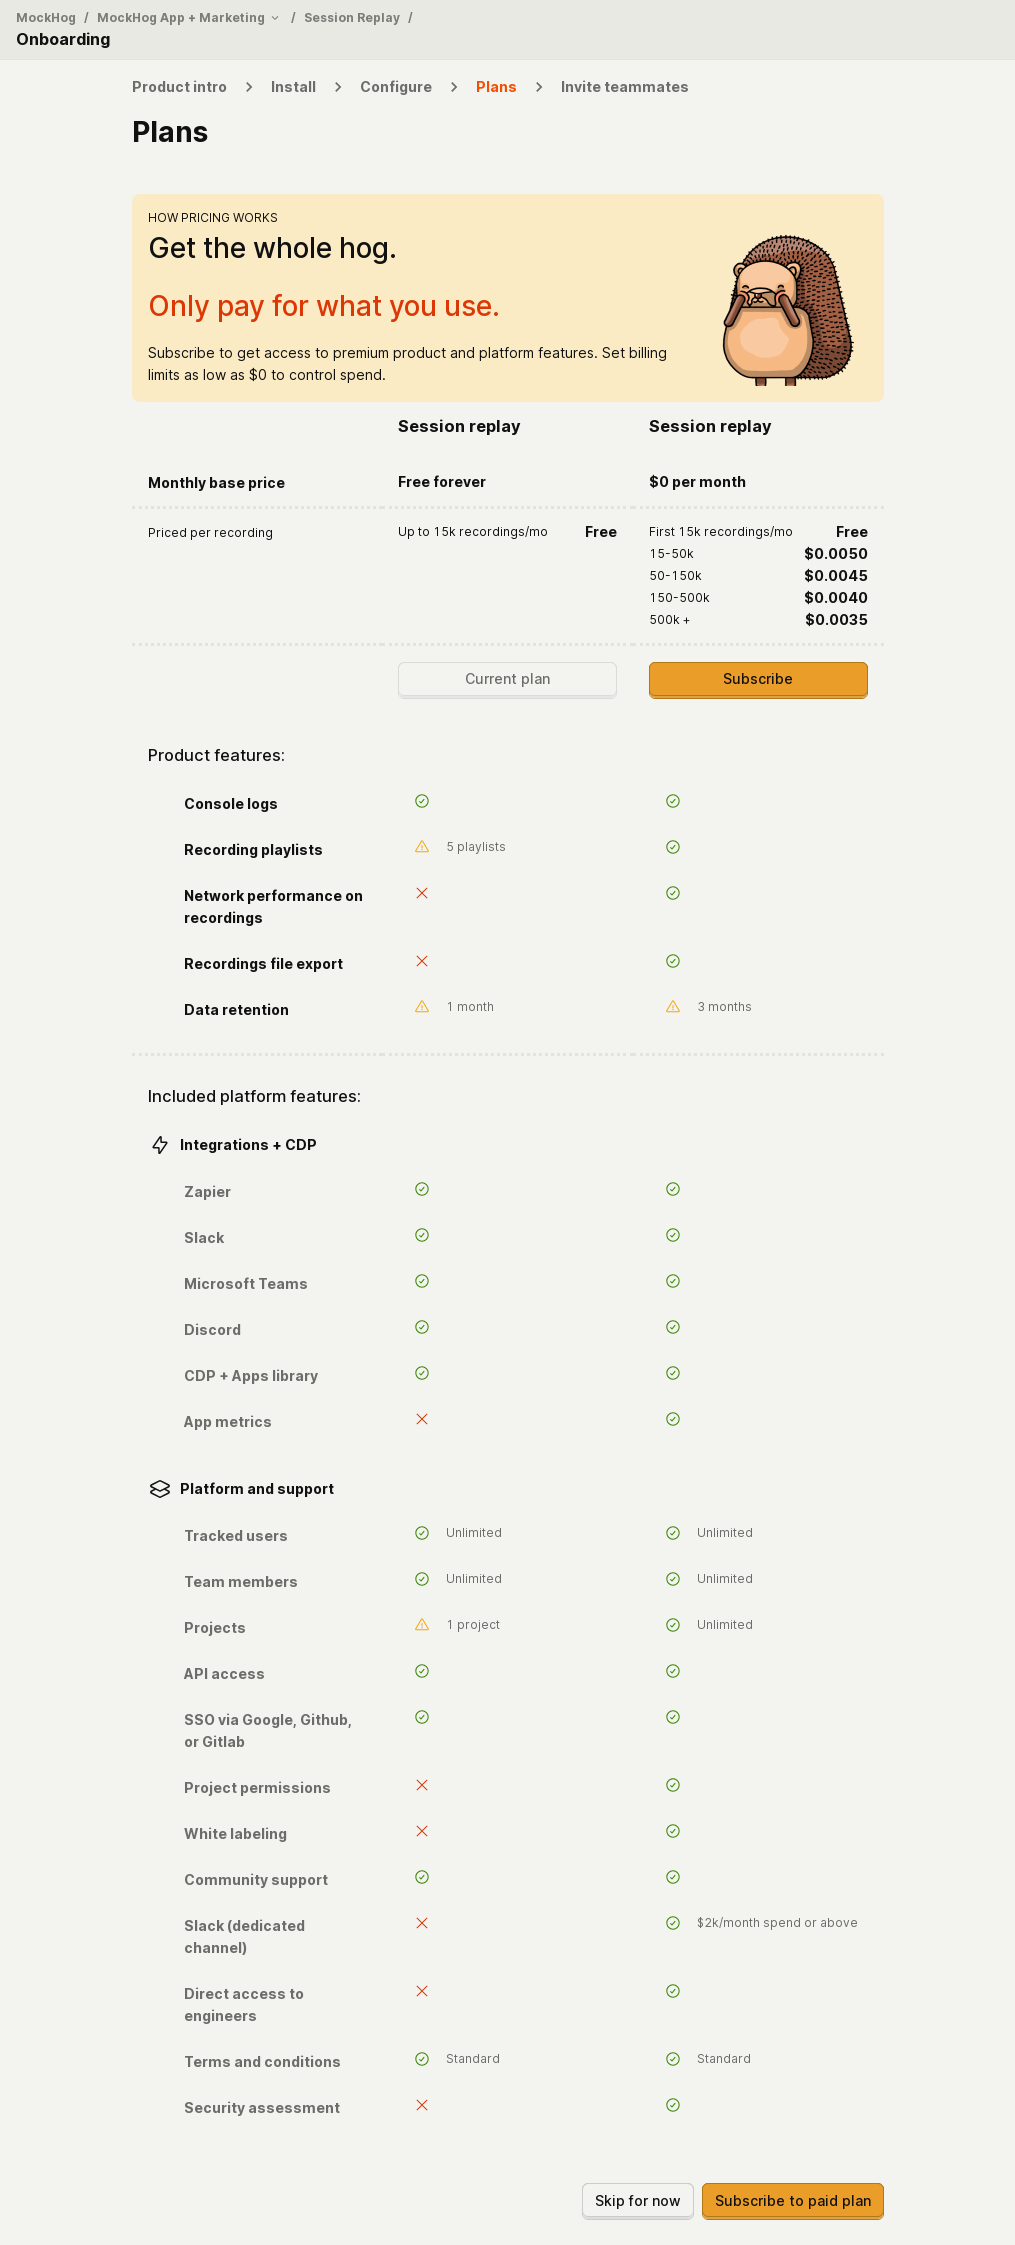 MockHog / MockHog App + Marketing / Session Replay /
Onboarding
Product intro Install Configure Plans Invite teammates
Plans
HOW PRICING WORKS
Get the whole hog.
Only pay for what you use.
Subscribe to get access to premium product and platform features. Set billing
limits as low as $0 to control spend.
Session replay Session replay
Monthly base price Free forever $0 per month
Priced per recording Up to 15k recordings/mo Free First 15k recordings/mo Free
15-50k $0.0050
50-150k $0.0045
150-500k $0.0040
500k + $0.0035
Current plan Subscribe
Product features:
Console logs
Recording playlists 5 playlists
Network performance on
recordings
Recordings file export
Data retention 1 month 3 months
Included platform features:
Integrations + CDP
Zapier
Slack
Microsoft Teams
Discord
CDP + Apps library
App metrics
Platform and support
Tracked users Unlimited Unlimited
Team members Unlimited Unlimited
Projects 1 project Unlimited
API access
SSO via Google, Github,
or Gitlab
Project permissions
White labeling
Community support
Slack (dedicated $2k/month spend or above
channel)
Direct access to
engineers
Terms and conditions Standard Standard
Security assessment
Skip for now Subscribe to paid plan